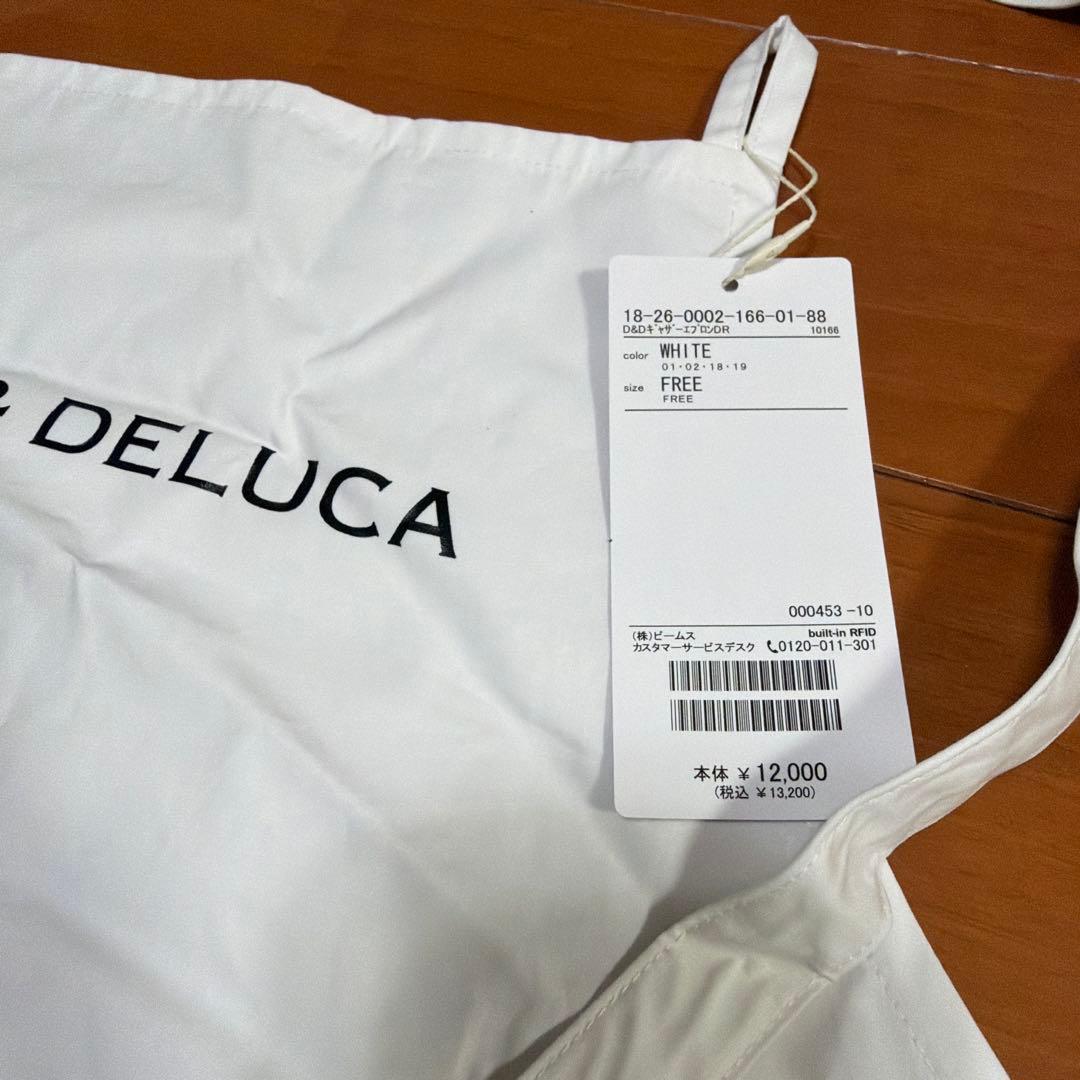 & DELUCA
18-26-0002-166-01-88
D&DｷﾞｬｻﾞｰｴﾌﾟﾛﾝDR 10166
color WHITE
01・02・18・19
size FREE
FREE
000453 -10
(株)ビームス built-in RFID
カスタマーサービスデスク 0120-011-301
本体 ¥ 12,000
(税込 ¥ 13,200)